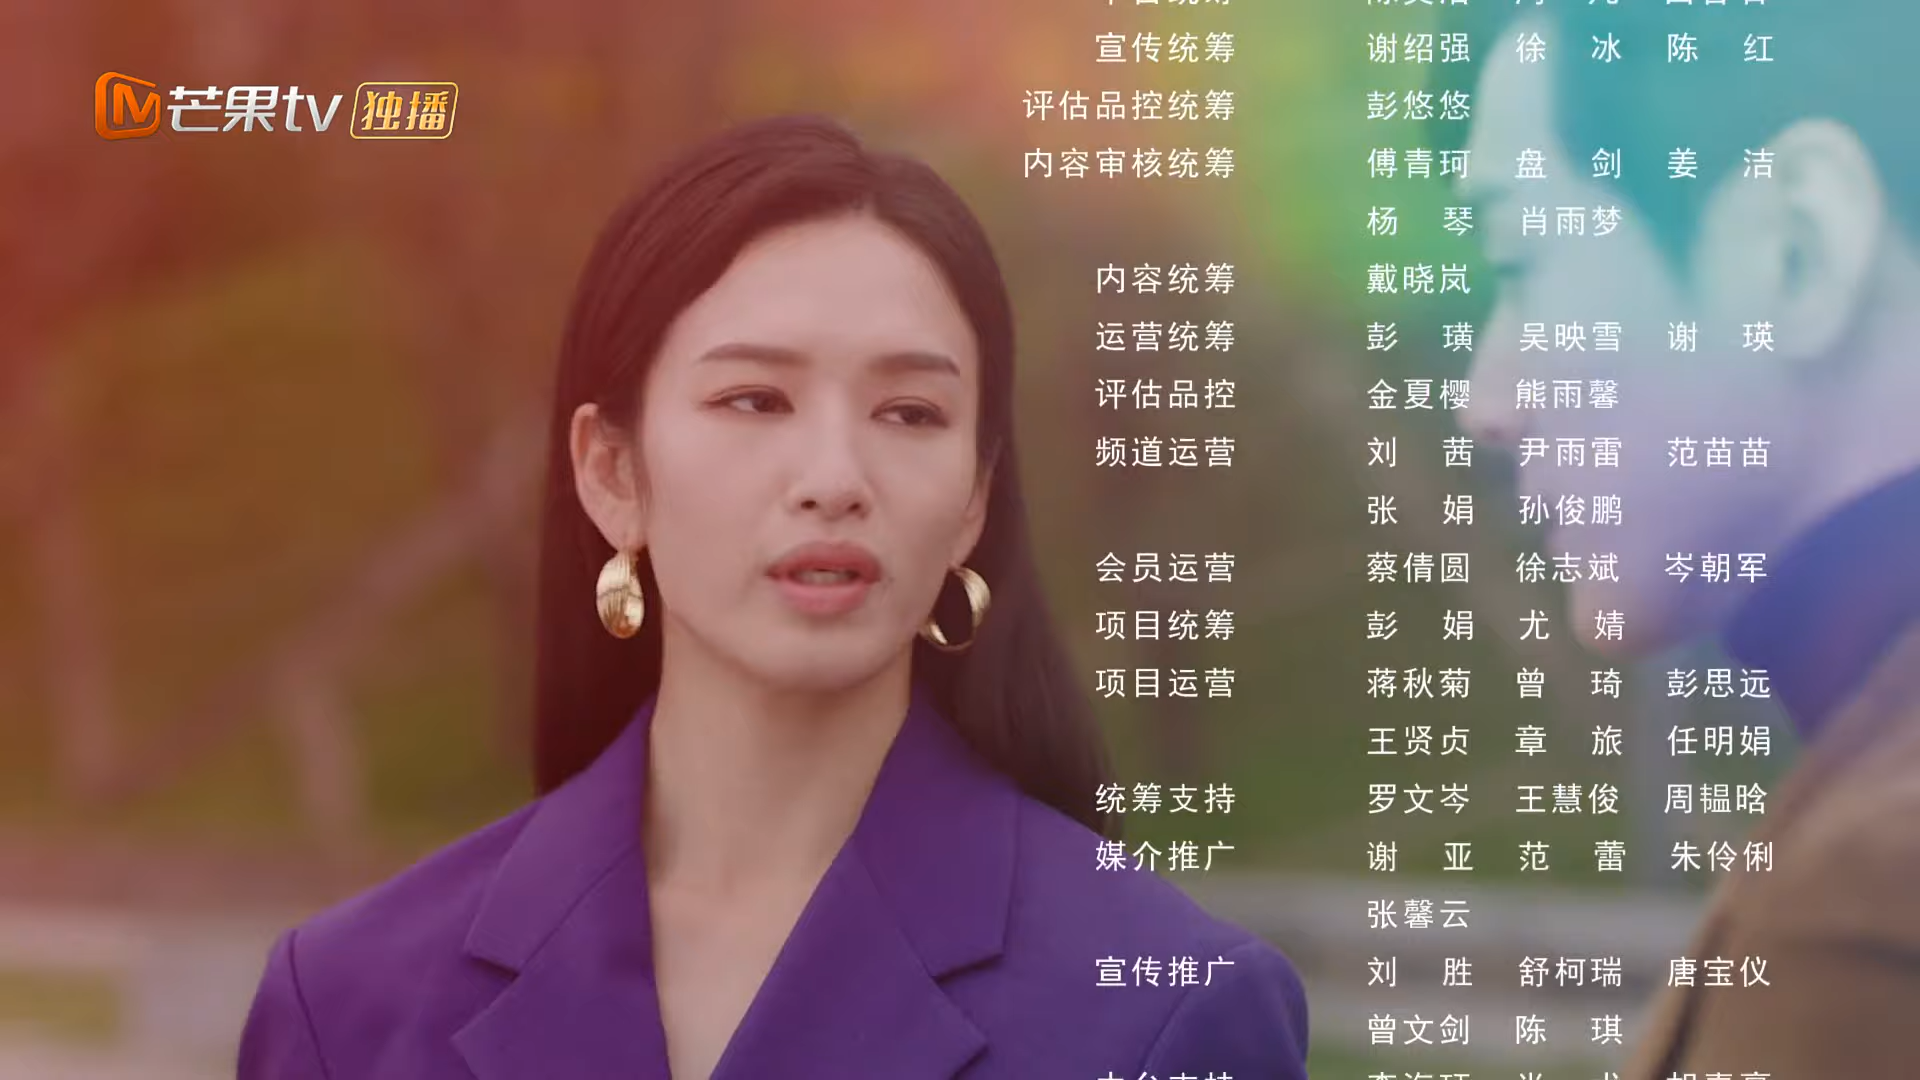 芒果tv 独播
宣传统筹 谢绍强 徐 冰 陈 红
评估品控统筹 彭悠悠
内容审核统筹 傅青珂 盘 剑 姜 洁
杨 琴 肖雨梦
内容统筹 戴晓岚
运营统筹 彭 璜 吴映雪 谢 瑛
评估品控 金夏樱 熊雨馨
频道运营 刘 茜 尹雨雷 范苗苗
张 娟 孙俊鹏
会员运营 蔡倩圆 徐志斌 岑朝军
项目统筹 彭 娟 尤 婧
项目运营 蒋秋菊 曾 琦 彭思远
王贤贞 章 旅 任明娟
统筹支持 罗文岑 王慧俊 周韫晗
媒介推广 谢 亚 范 蕾 朱伶俐
张馨云
宣传推广 刘 胜 舒柯瑞 唐宝仪
曾文剑 陈 琪